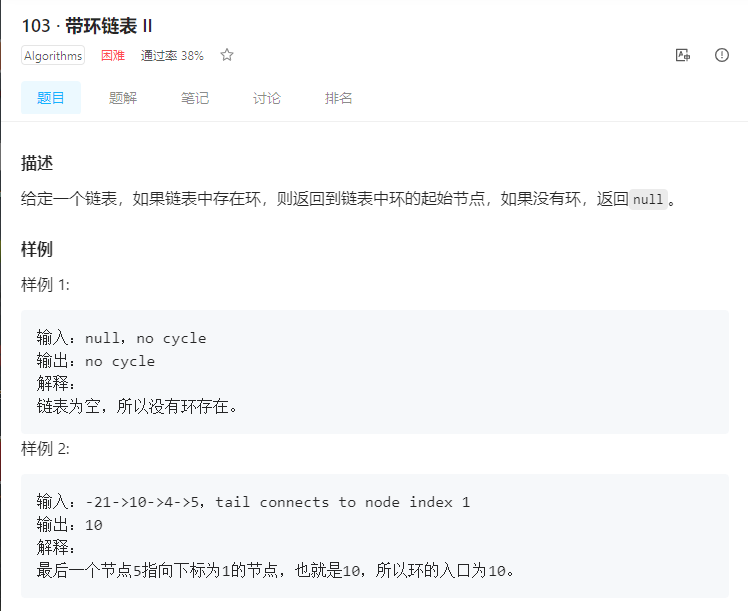 103 · 带环链表 II
Algorithms 困难 通过率 38%
题目 题解 笔记 讨论 排名
描述
给定一个链表，如果链表中存在环，则返回到链表中环的起始节点，如果没有环，返回null。
样例
样例 1:
输入：null，no cycle
输出：no cycle
解释：
链表为空，所以没有环存在。
样例 2:
输入：-21->10->4->5，tail connects to node index 1
输出：10
解释：
最后一个节点5指向下标为1的节点，也就是10，所以环的入口为10。